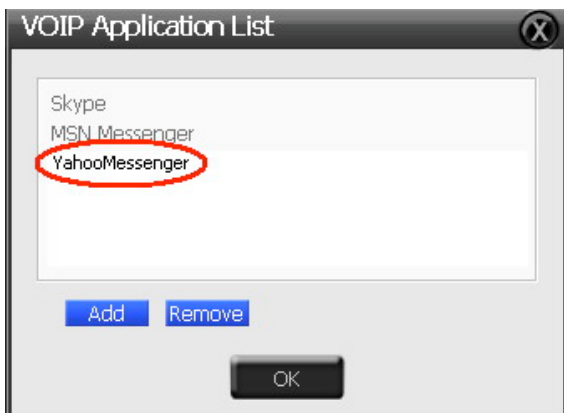 VOIP Application List
X
Skype
MSN Messenger
YahooMessenger
Add Remove
OK